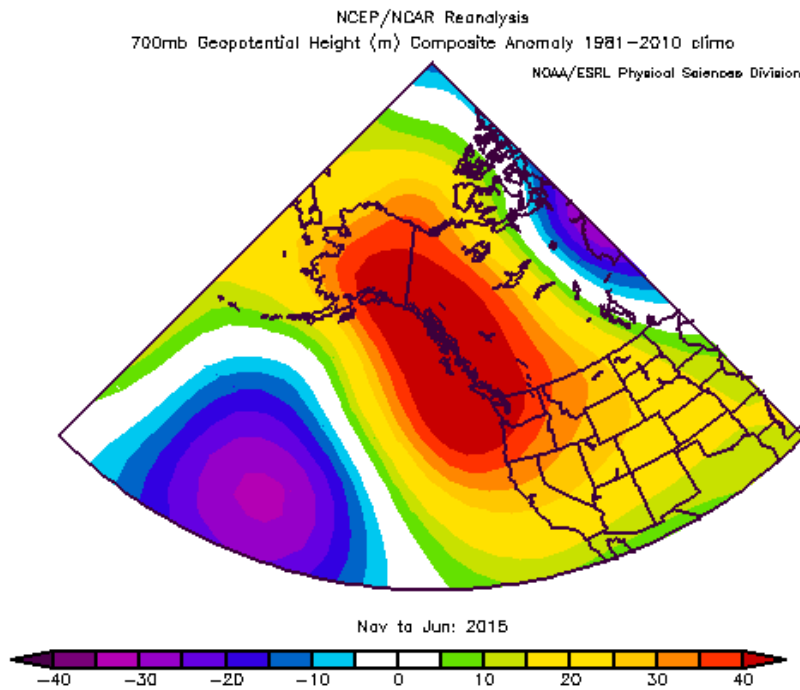 NCEP/NCAR Reanalysis
700mb Geopotential Height (m) Composite Anomaly 1981-2010 climo
NOAA/ESRL Physical Sciences Division
Nov to Jun: 2015
-40 -30 -20 -10 0 10 20 30 40